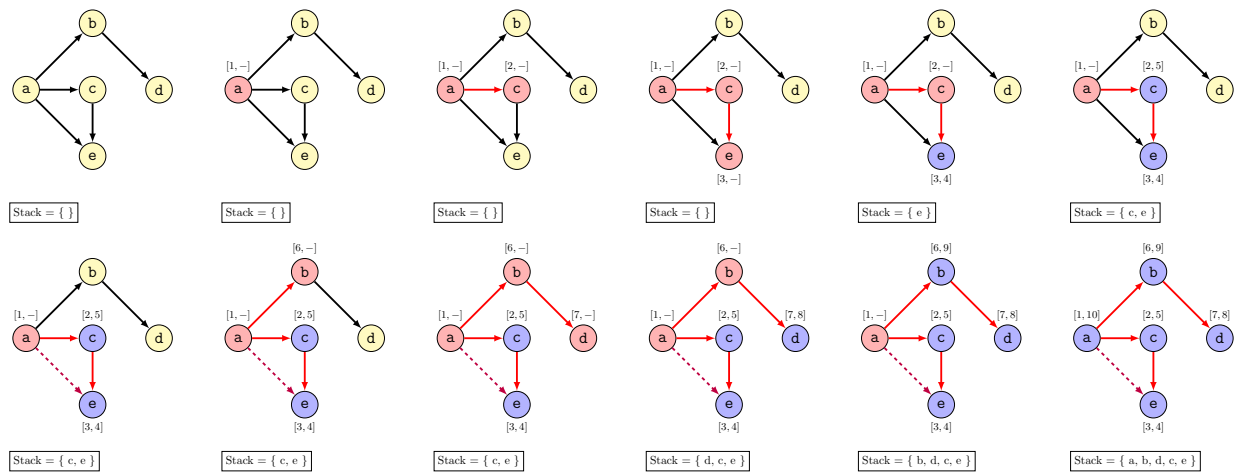 b
a c d
e
Stack = { }
b
[1, −]
a c d
e
Stack = { }
b
[1, −] [2, −]
a c d
e
Stack = { }
b
[1, −] [2, −]
a c d
e
[3, −]
Stack = { }
b
[1, −] [2, −]
a c d
e
[3, 4]
Stack = { e }
b
[1, −] [2, 5]
a c d
e
[3, 4]
Stack = { c, e }
b
[1, −] [2, 5]
a c d
e
[3, 4]
Stack = { c, e }
[6, −]
b
[1, −] [2, 5]
a c d
e
[3, 4]
Stack = { c, e }
[6, −]
b
[1, −] [2, 5] [7, −]
a c d
e
[3, 4]
Stack = { c, e }
[6, −]
b
[1, −] [2, 5] [7, 8]
a c d
e
[3, 4]
Stack = { d, c, e }
[6, 9]
b
[1, −] [2, 5] [7, 8]
a c d
e
[3, 4]
Stack = { b, d, c, e }
[6, 9]
b
[1, 10] [2, 5] [7, 8]
a c d
e
[3, 4]
Stack = { a, b, d, c, e }